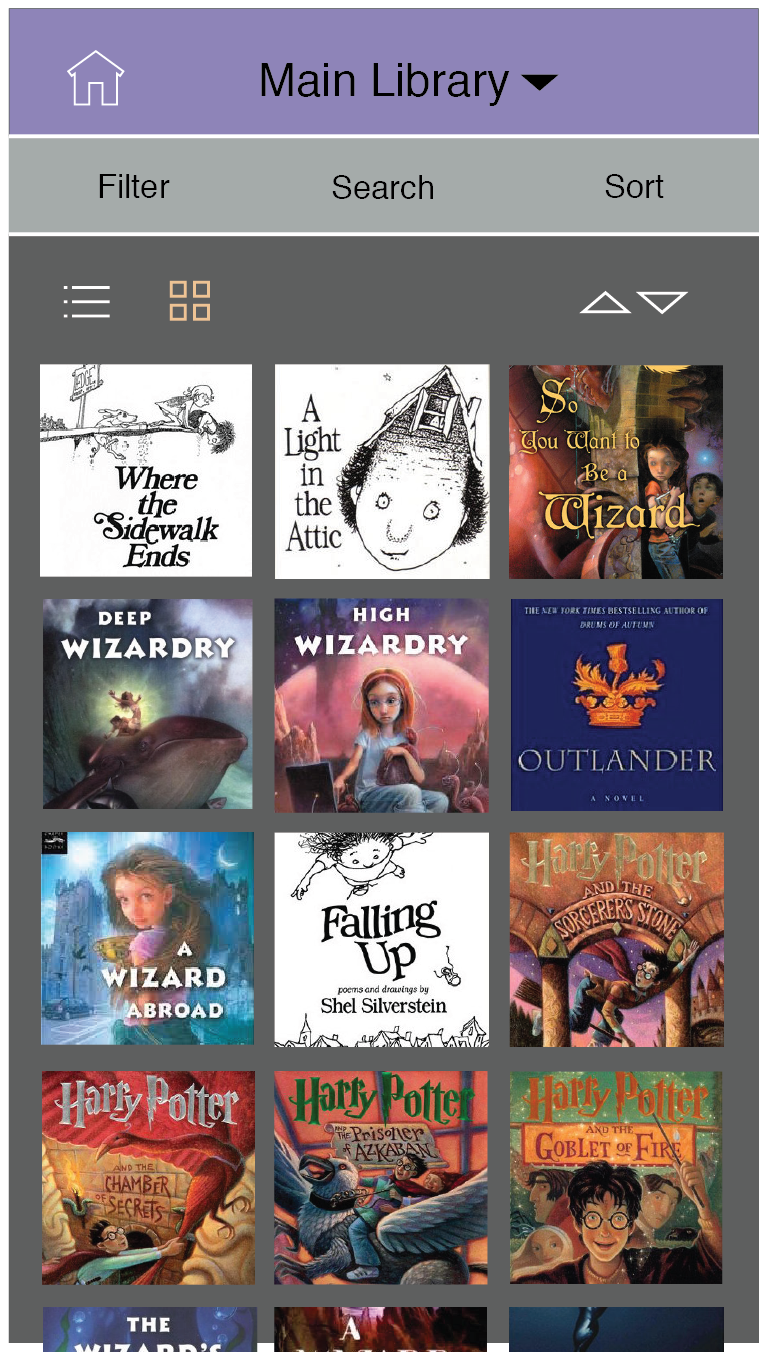 Main Library
Filter
Search
Sort
EDGE
Where
the
Sidewalk
Ends
A
Light
in
the
Attic
So
You Want to
Be a
Wizard
DEEP
WIZARDRY
HIGH
WIZARDRY
THE NEW YORK TIMES BESTSELLING AUTHOR OF
DRUMS OF AUTUMN
OUTLANDER
A NOVEL
A
WIZARD
ABROAD
Falling
Up
poems and drawings by
Shel Silverstein
Harry Potter
AND THE
SORCERER'S STONE
Harry Potter
AND THE
CHAMBER
OF
SECRETS
Harry Potter
AND
THE Prisoner
OF AZKABAN
Harry Potter
AND THE
GOBLET OF FIRE
THE
WIZARD'S
A
WIZARD